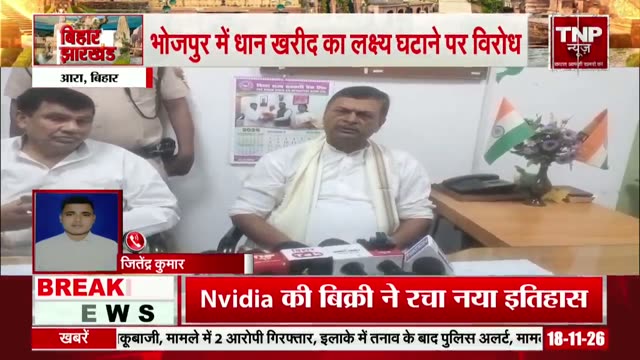 बिहार
झारखंड
भोजपुर में धान खरीद का लक्ष्य घटाने पर विरोध
TNP
न्यूज़
आरा, बिहार
2025
जितेंद्र कुमार
BREAKI
EWS
Nvidia की बिक्री ने रचा नया इतिहास
खबरें
कूबाजी, मामले में 2 आरोपी गिरफ्तार, इलाके में तनाव के बाद पुलिस अलर्ट, माम
18-11-26